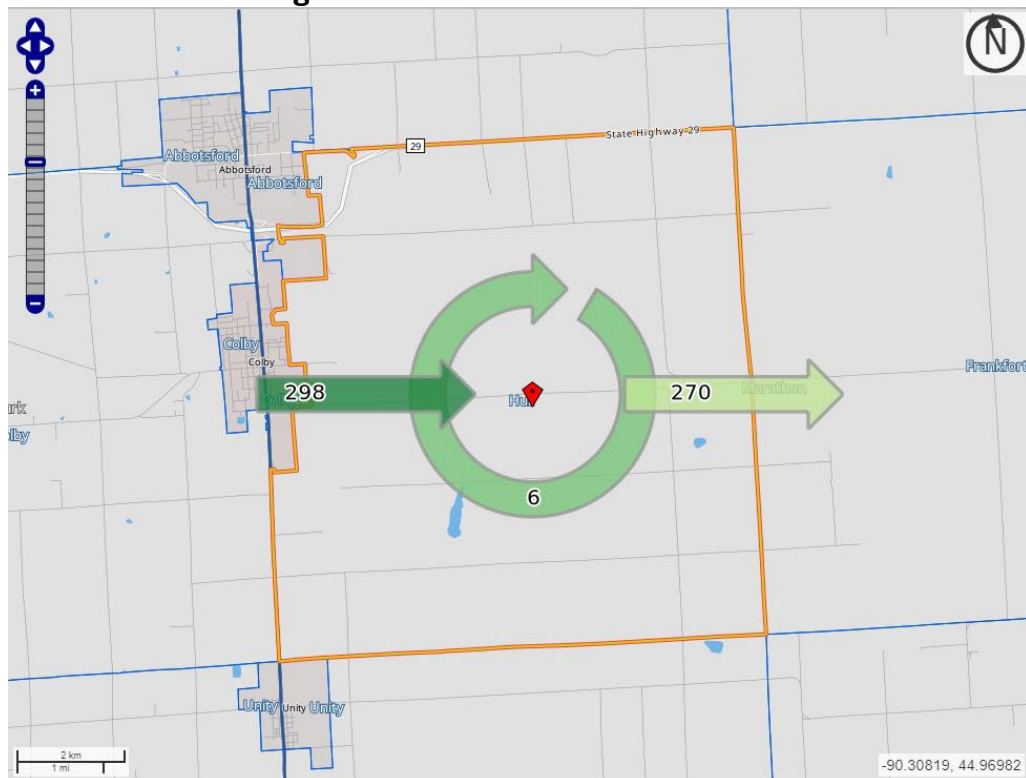 N
State Highway 29
29
Abbotsford
Abbotsford
Abbotsford
Colby
Colby
Frankfort
298
270
Marathon
6
Unity Unity Unity
2 km
1 mi
-90.30819, 44.96982